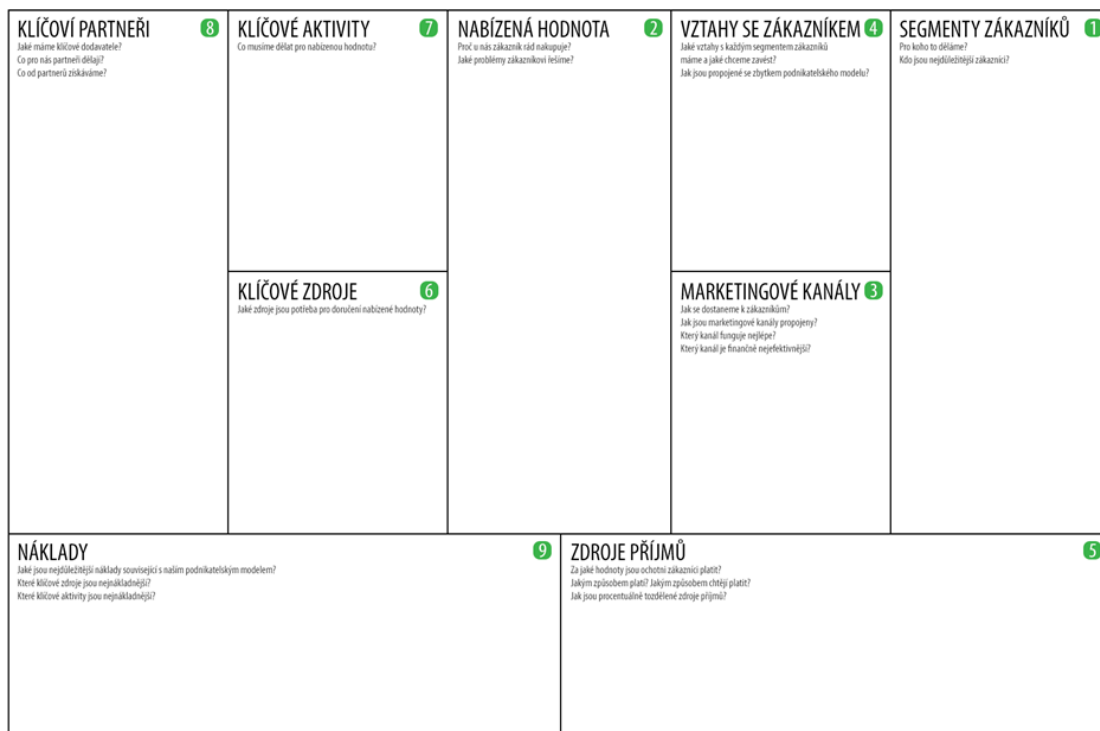 KLÍČOVÍ PARTNEŘI 8
Jaké máme klíčové dodavatele?
Co pro nás partneři dělají?
Co od partnerů získáváme?
KLÍČOVÉ AKTIVITY 7
Co musíme dělat pro nabízenou hodnotu?
KLÍČOVÉ ZDROJE 6
Jaké zdroje jsou potřeba pro doručení nabízené hodnoty?
NABÍZENÁ HODNOTA 2
Proč u nás zákazník rád nakupuje?
Jaké problémy zákazníkovi řešíme?
VZTAHY SE ZÁKAZNÍKEM 4
Jaké vztahy s každým segmentem zákazníků
máme a jaké chceme zavést?
Jak jsou propojené se zbytkem podnikatelského modelu?
MARKETINGOVÉ KANÁLY 3
Jak se dostaneme k zákazníkům?
Jak jsou marketingové kanály propojeny?
Který kanál funguje nejlépe?
Který kanál je finančně nejefektivnější?
SEGMENTY ZÁKAZNÍKŮ 1
Pro koho to děláme?
Kdo jsou nejdůležitější zákazníci?
NÁKLADY 9
Jaké jsou nejdůležitější náklady související s naším podnikatelským modelem?
Které klíčové zdroje jsou nejnákladnější?
Které klíčové aktivity jsou nejnákladnější?
ZDROJE PŘÍJMŮ 5
Za jaké hodnoty jsou ochotni zákazníci platit?
Jakým způsobem platí? Jakým způsobem chtějí platit?
Jak jsou procentuálně tozdělené zdroje příjmů?